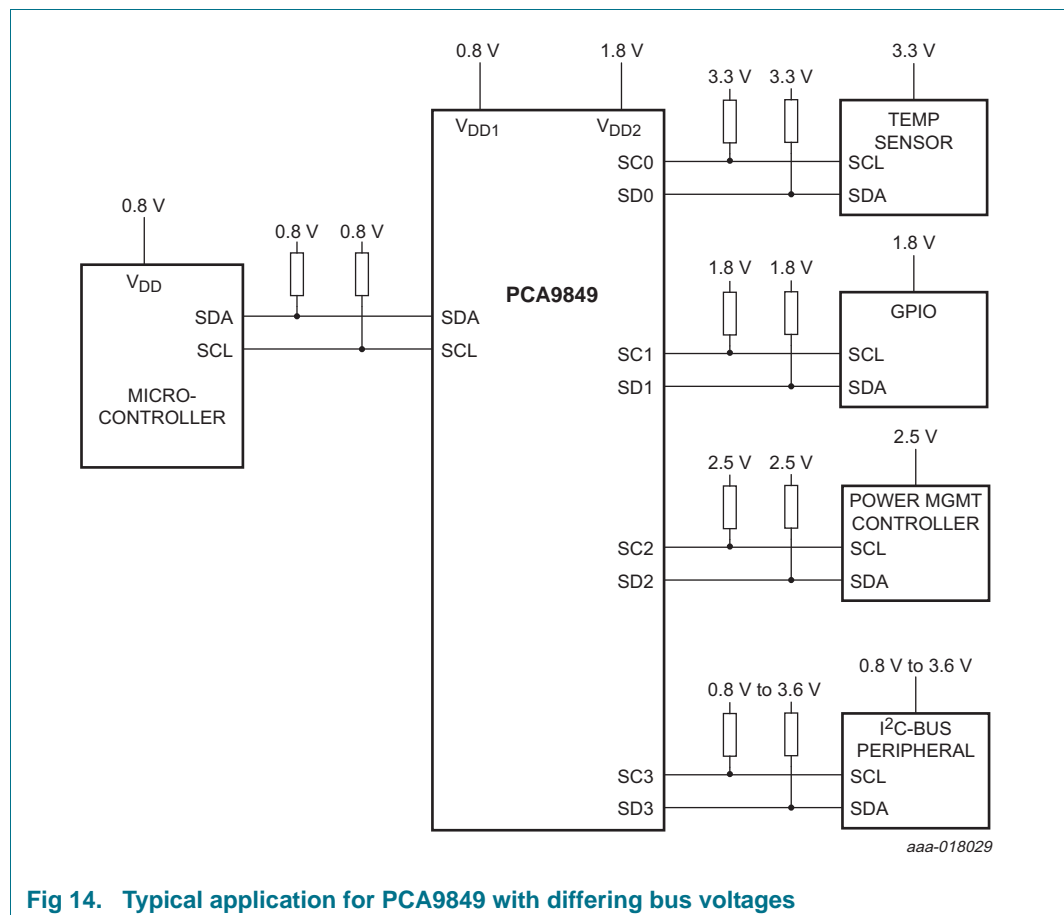 0.8 V
1.8 V
3.3 V
3.3 V
3.3 V
VDD1
VDD2
TEMP
SENSOR
SC0
SCL
SD0
SDA
0.8 V
0.8 V
0.8 V
VDD
PCA9849
SDA
SCL
MICRO-
CONTROLLER
SDA
SCL
1.8 V
1.8 V
1.8 V
GPIO
SC1
SCL
SD1
SDA
2.5 V
2.5 V
2.5 V
POWER MGMT
CONTROLLER
SC2
SCL
SD2
SDA
0.8 V to 3.6 V
0.8 V to 3.6 V
I2C-BUS
PERIPHERAL
SC3
SCL
SD3
SDA
aaa-018029
Fig 14. Typical application for PCA9849 with differing bus voltages